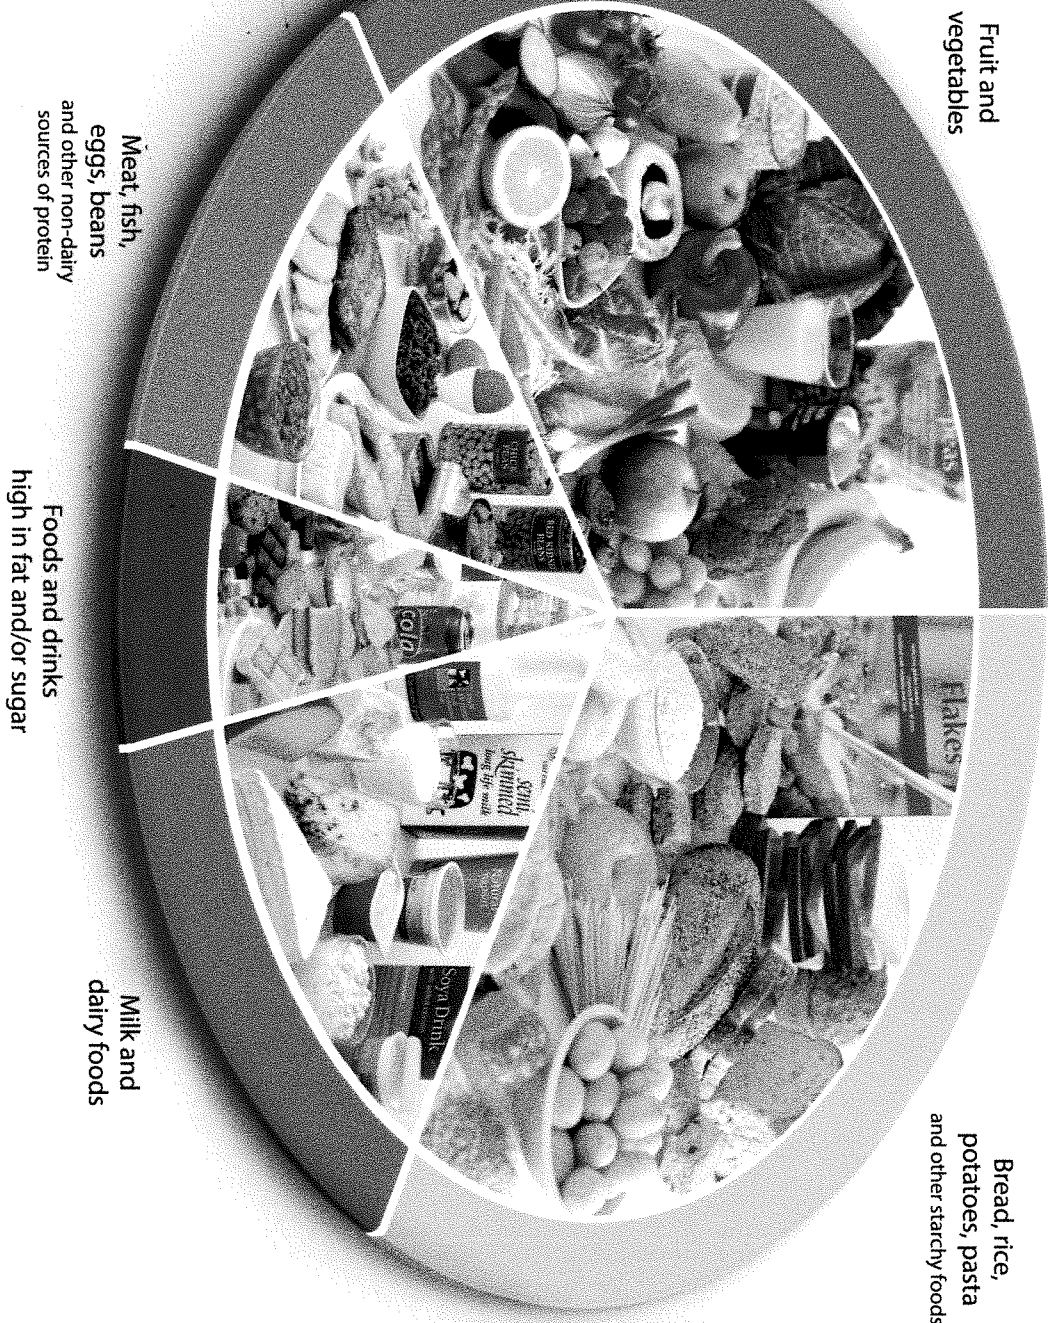 Fruit and
vegetables
Bread, rice,
potatoes, pasta
and other starchy foods
Meat, fish,
eggs, beans
and other non-dairy
sources of protein
Foods and drinks
high in fat and/or sugar
Milk and
dairy foods
Flakes
cola
semi
skimmed
long life milk
Soya Drink